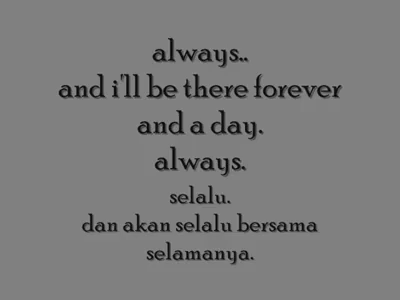 always..
and i'll be there forever
and a day.
always.
selalu.
dan akan selalu bersama
selamanya.